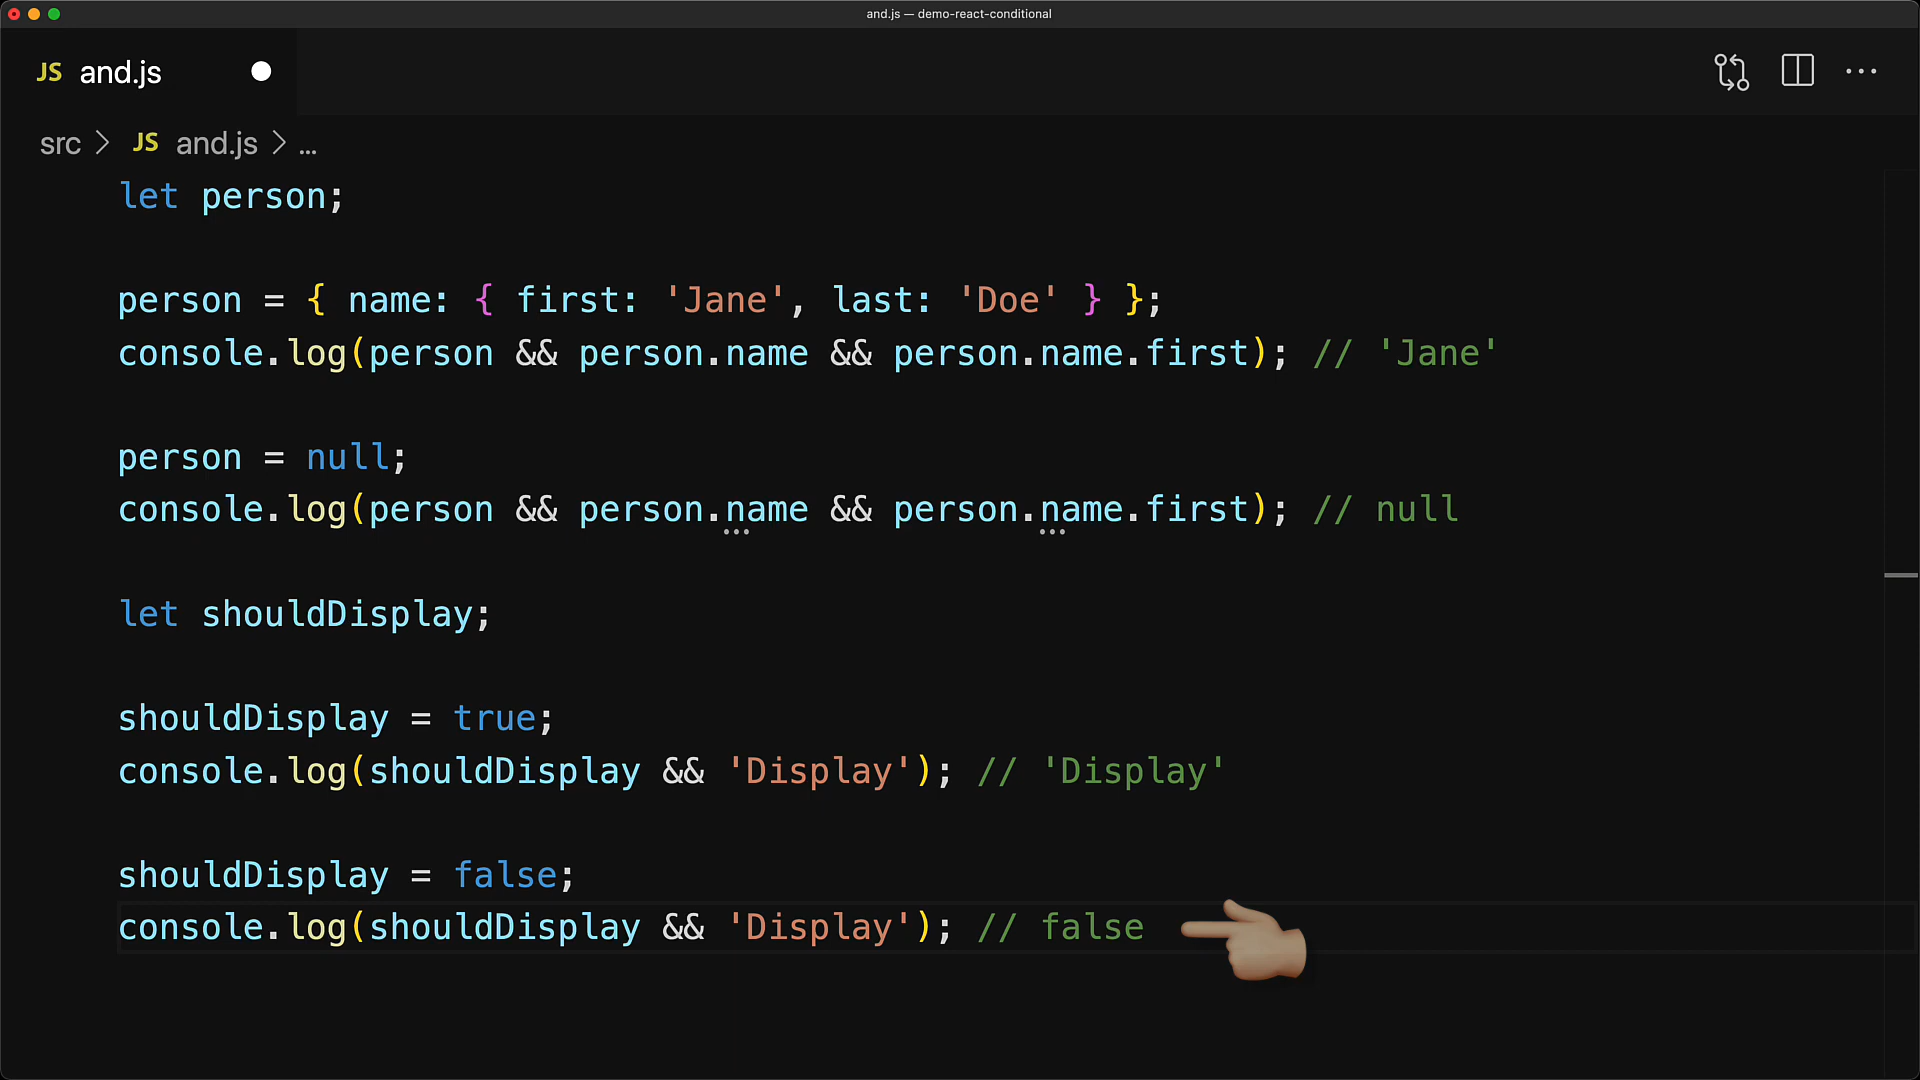 and.js — demo-react-conditional
JS and.js
src > JS and.js > ...
let person;
person = { name: { first: 'Jane', last: 'Doe' } };
console.log(person && person.name && person.name.first); // 'Jane'
person = null;
console.log(person && person.name && person.name.first); // null
let shouldDisplay;
shouldDisplay = true;
console.log(shouldDisplay && 'Display'); // 'Display'
shouldDisplay = false;
console.log(shouldDisplay && 'Display'); // false